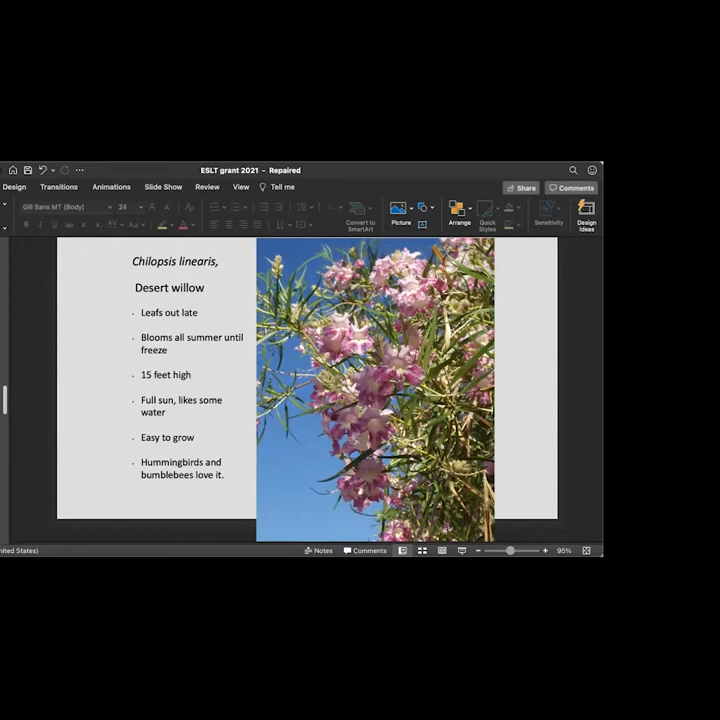 ESLT grant 2021 – Repaired
Design Transitions Animations Slide Show Review View Tell me Share Comments
Gill Sans MT (Body) 24
Convert to
SmartArt
Picture
Arrange
Quick
Styles
Sensitivity
Design
Ideas
Chilopsis linearis,
Desert willow
Leafs out late
Blooms all summer until
freeze
15 feet high
Full sun, likes some
water
Easy to grow
Hummingbirds and
bumblebees love it.
nited States) Notes Comments 95%